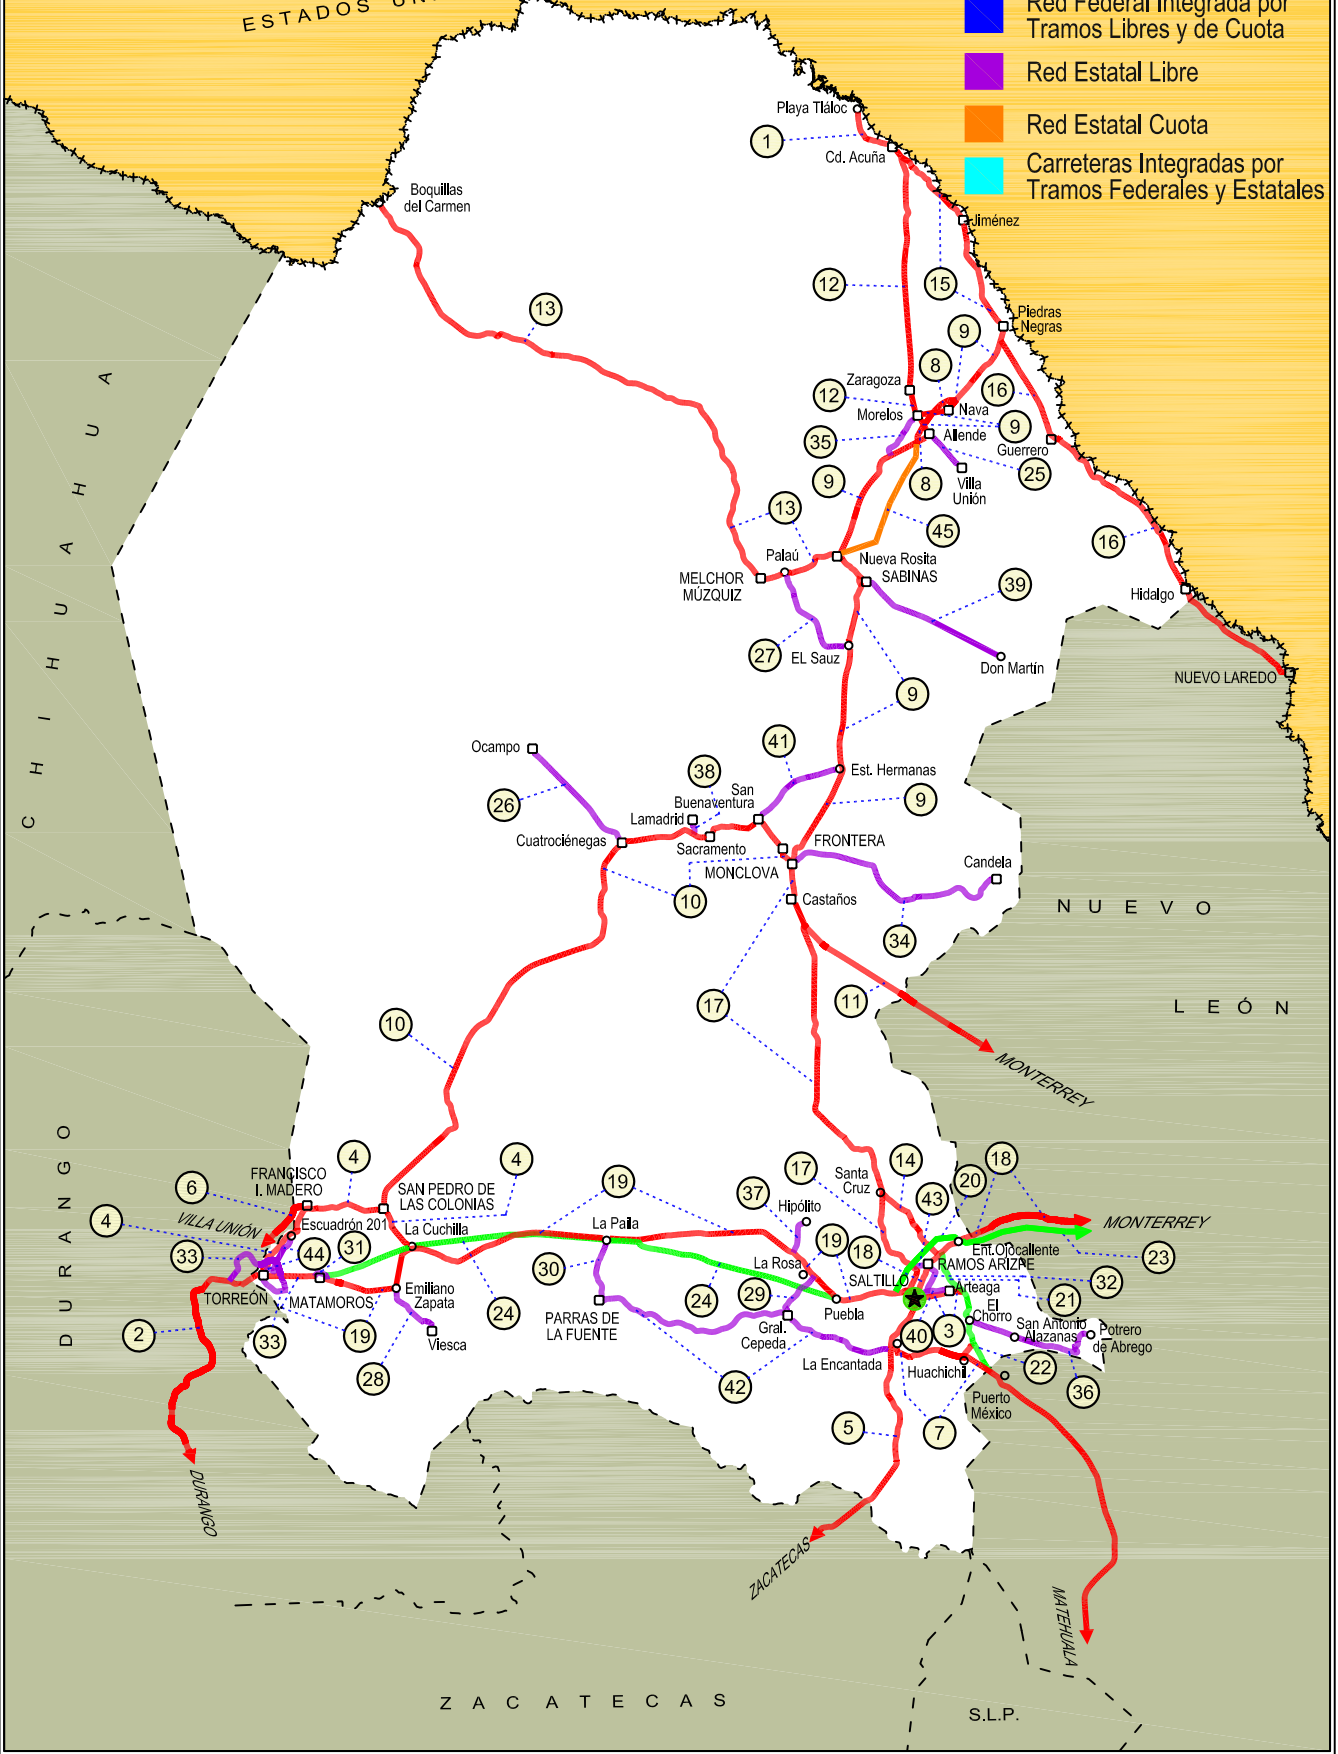 ESTADOS
Red Federal Integrada por
Tramos Libres y de Cuota
Red Estatal Libre
Red Estatal Cuota
Carreteras Integradas por
Tramos Federales y Estatales
Playa Tláloc
1
Cd. Acuña
Boquillas
del Carmen
Jiménez
12
15
13
Piedras
Negras
9
8
Zaragoza
16
12
Morelos
Nava
9
35
Allende
Guerrero
25
Villa
Unión
9
8
13
45
16
Palaú
Nueva Rosita
MELCHOR
MÚZQUIZ
SABINAS
39
Hidalgo
27
EL Sauz
Don Martín
NUEVO LAREDO
9
CHIHUAHUA
Ocampo
41
38
Est. Hermanas
26
San
Buenaventura
9
Lamadrid
Cuatrociénegas
Sacramento
FRONTERA
MONCLOVA
Candela
10
Castaños
NUEVO
34
17
11
LEÓN
10
MONTERREY
DURANGO
4
4
FRANCISCO
I. MADERO
6
SAN PEDRO DE
LAS COLONIAS
19
37
17
Santa
Cruz
14
43
20
18
4
VILLA UNIÓN
Escuadrón 201
La Cuchilla
La Paila
Hipólito
MONTERREY
33
44
31
30
La Rosa
19
18
Ent. Ojocaliente
23
RAMOS ARIZPE
SALTILLO
32
TORREÓN
MATAMOROS
Emiliano
Zapata
24
24
29
Puebla
Arteaga
21
2
33
19
Viesca
PARRAS DE
LA FUENTE
Gral.
Cepeda
40
3
El
Chorro
San Antonio
Alazanas
Potrero
de Abrego
28
La Encantada
Huachichil
22
36
42
Puerto
México
5
7
DURANGO
ZACATECAS
MATEHUALA
ZACATECAS
S.L.P.